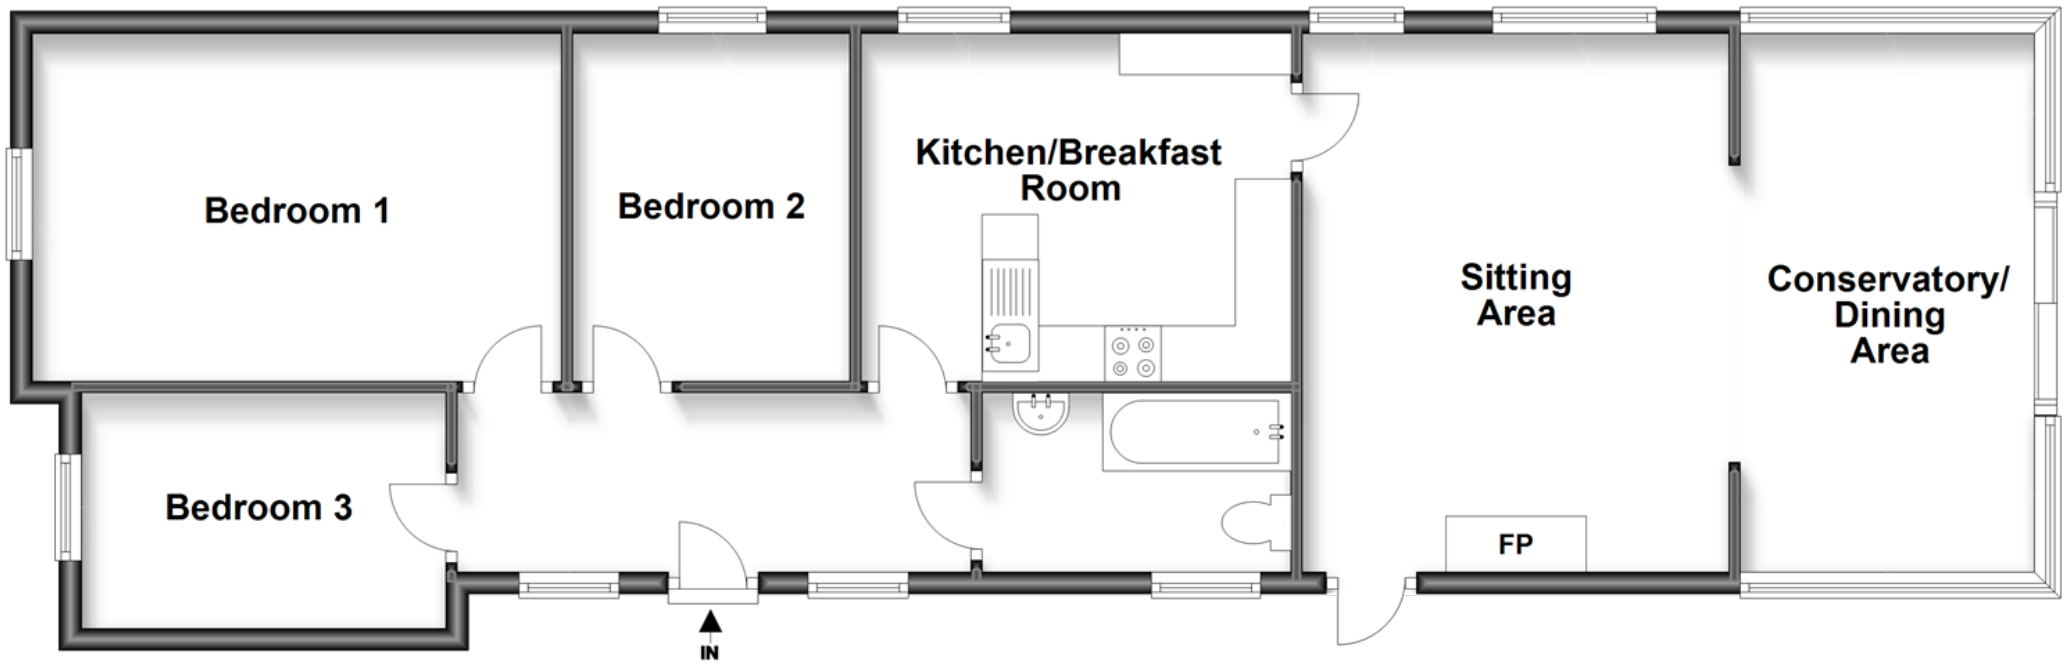 Bedroom 1
Bedroom 2
Kitchen/Breakfast
Room
Sitting
Area
Conservatory/
Dining
Area
Bedroom 3
FP
IN